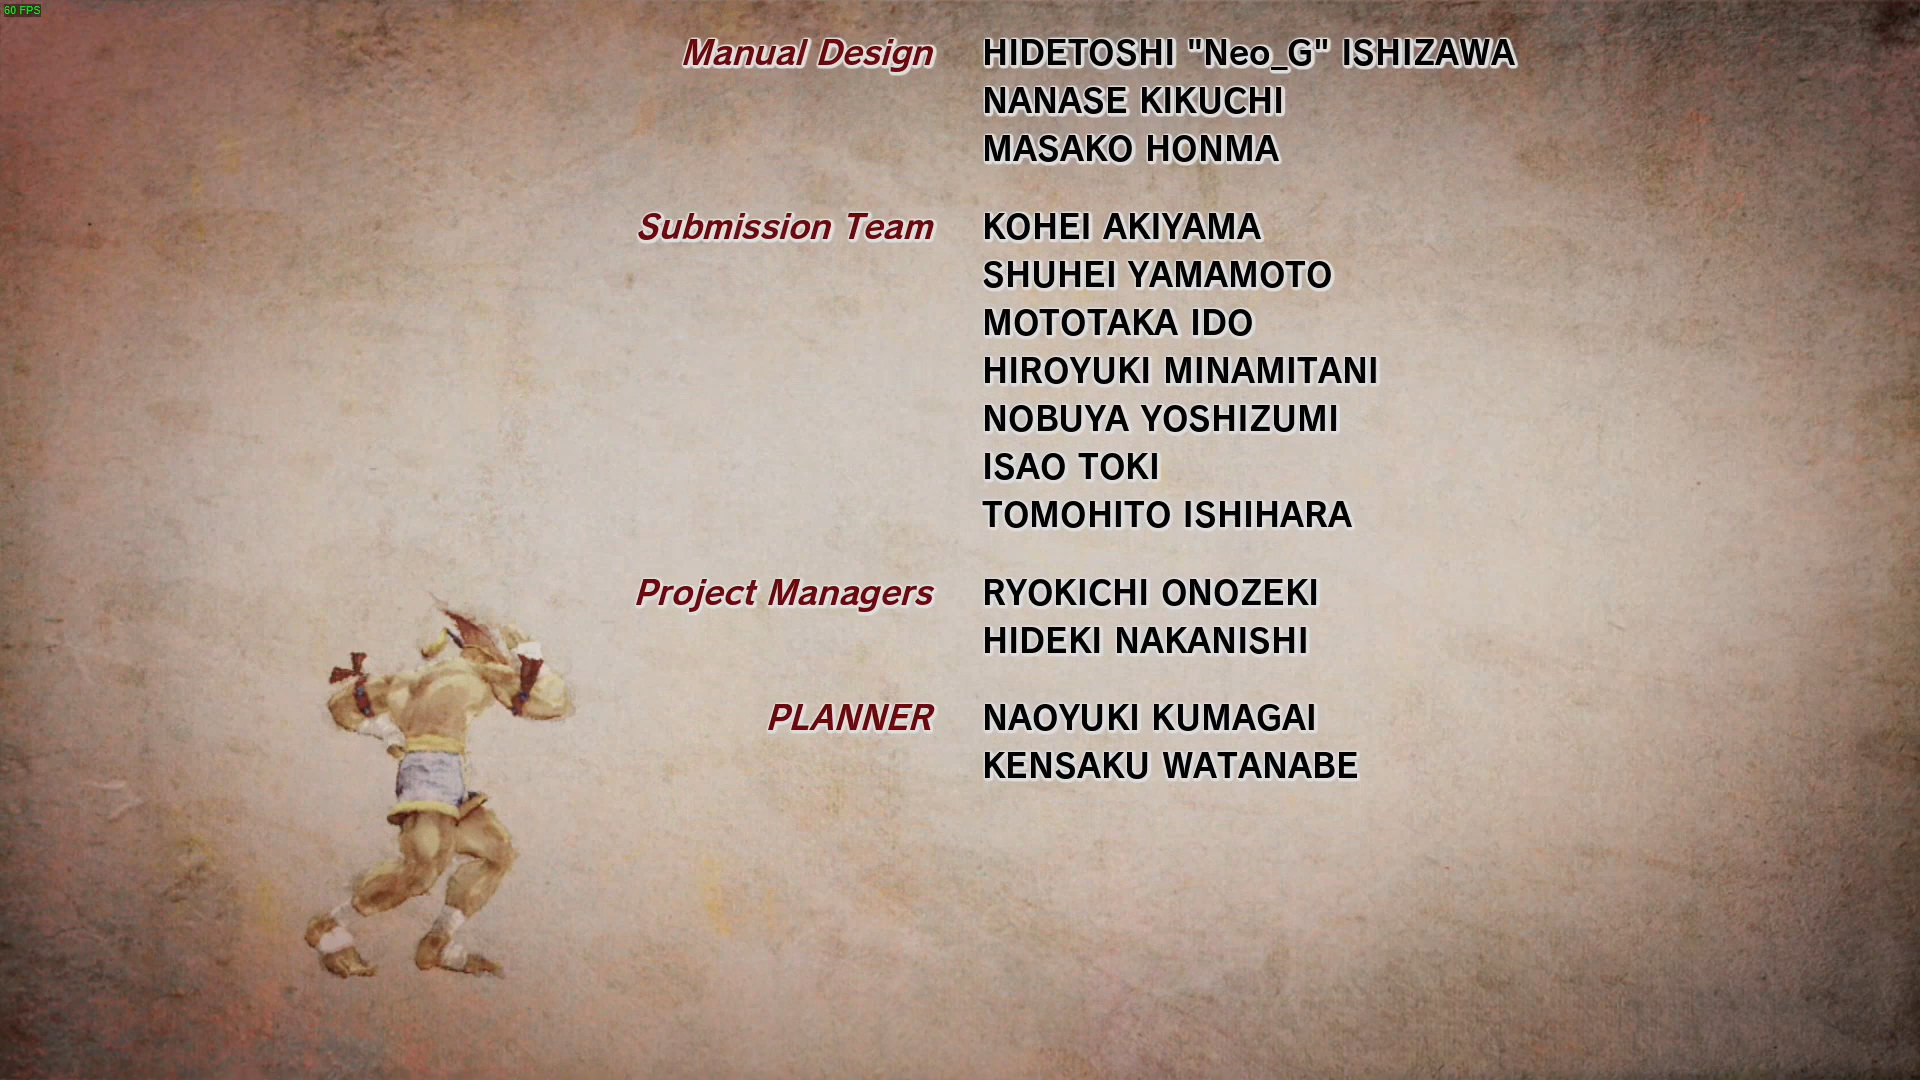 60 FPS
Manual Design HIDETOSHI "Neo_G" ISHIZAWA
NANASE KIKUCHI
MASAKO HONMA
Submission Team KOHEI AKIYAMA
SHUHEI YAMAMOTO
MOTOTAKA IDO
HIROYUKI MINAMITANI
NOBUYA YOSHIZUMI
ISAO TOKI
TOMOHITO ISHIHARA
Project Managers RYOKICHI ONOZEKI
HIDEKI NAKANISHI
PLANNER NAOYUKI KUMAGAI
KENSAKU WATANABE